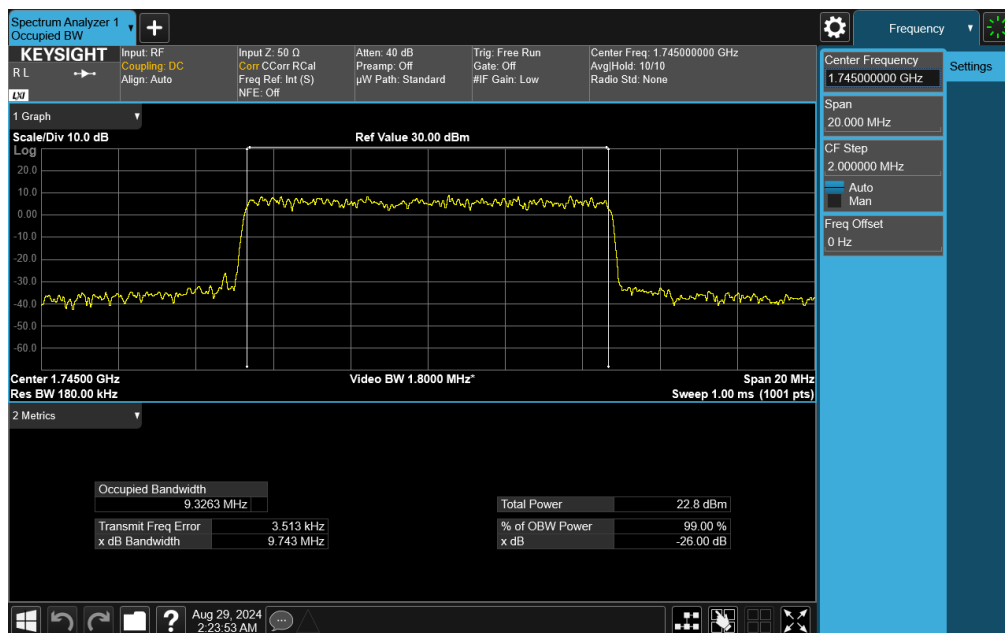 Spectrum Analyzer 1
Occupied BW
Frequency
KEYSIGHT
R L
LXI
Input: RF
Coupling: DC
Align: Auto
Input Z: 50 Ω
Corr CCorr RCal
Freq Ref: Int (S)
NFE: Off
Atten: 40 dB
Preamp: Off
µW Path: Standard
Trig: Free Run
Gate: Off
#IF Gain: Low
Center Freq: 1.745000000 GHz
Avg|Hold: 10/10
Radio Std: None
Center Frequency
1.745000000 GHz
Settings
Span
20.000 MHz
CF Step
2.000000 MHz
Auto
Man
Freq Offset
0 Hz
1 Graph
Scale/Div 10.0 dB
Ref Value 30.00 dBm
Log
20.0
10.0
0.00
-10.0
-20.0
-30.0
-40.0
-50.0
-60.0
Center 1.74500 GHz
Video BW 1.8000 MHz*
Span 20 MHz
Res BW 180.00 kHz
Sweep 1.00 ms (1001 pts)
2 Metrics
Occupied Bandwidth
9.3263 MHz
Total Power 22.8 dBm
Transmit Freq Error 3.513 kHz
% of OBW Power 99.00 %
x dB Bandwidth 9.743 MHz
x dB -26.00 dB
Aug 29, 2024
2:23:53 AM